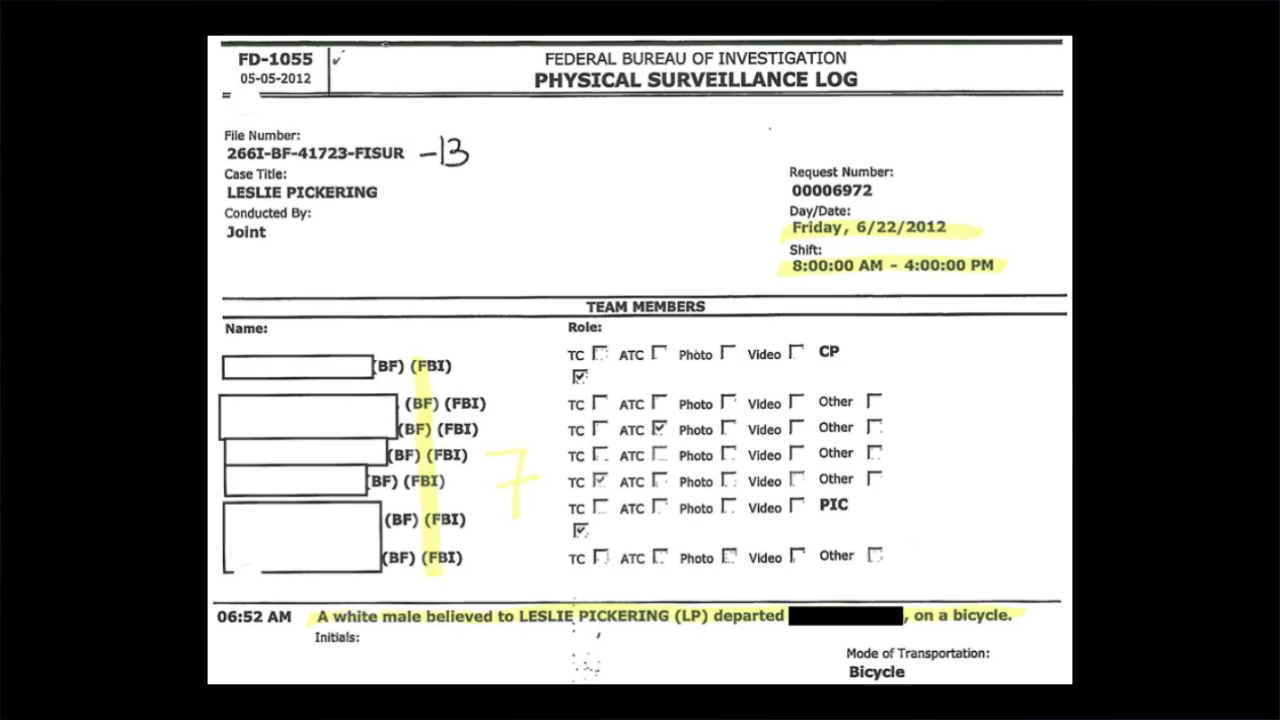 FD-1055
05-05-2012
FEDERAL BUREAU OF INVESTIGATION
PHYSICAL SURVEILLANCE LOG
File Number:
266I-BF-41723-FISUR -13
Case Title:
LESLIE PICKERING
Conducted By:
Joint
Request Number:
00006972
Day/Date:
Friday, 6/22/2012
Shift:
8:00:00 AM - 4:00:00 PM
TEAM MEMBERS
Name: Role:
(BF) (FBI) TC ATC Photo Video CP
(BF) (FBI) TC ATC Photo Video Other
(BF) (FBI) TC ATC Photo Video Other
(BF) (FBI) TC ATC Photo Video Other
(BF) (FBI) 7 TC ATC Photo Video Other
(BF) (FBI) TC ATC Photo Video PIC
(BF) (FBI) TC ATC Photo Video Other
06:52 AM A white male believed to LESLIE PICKERING (LP) departed , on a bicycle.
Initials:
Mode of Transportation:
Bicycle